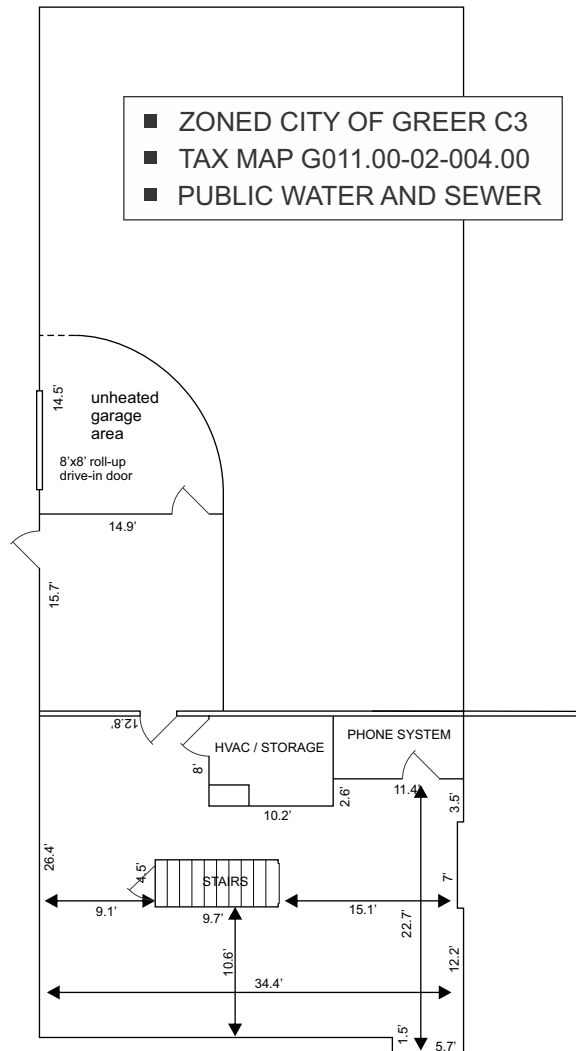 ZONED CITY OF GREER C3
TAX MAP G011.00-02-004.00
PUBLIC WATER AND SEWER
14.5'
unheated
garage
area
8'x8' roll-up
drive-in door
14.9'
15.7'
12.8'
HVAC / STORAGE
PHONE SYSTEM
8'
2.6'
11.4'
3.5'
10.2'
26.4'
4.5'
STAIRS
7'
9.1'
9.7'
15.1'
22.7'
10.6'
12.2'
34.4'
1.5'
5.7'